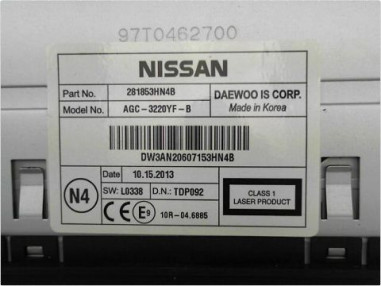 97T0462700
NISSAN
Part No. 281853HN4B
Model No. AGC-3220YF-B
DAEWOO IS CORP.
Made in Korea
DW3AN20607153HN4B
N4
Date 10.15.2013
SW: L0338 D.N.: TDP092
CE E9 10R-04.6685
CLASS 1
LASER PRODUCT